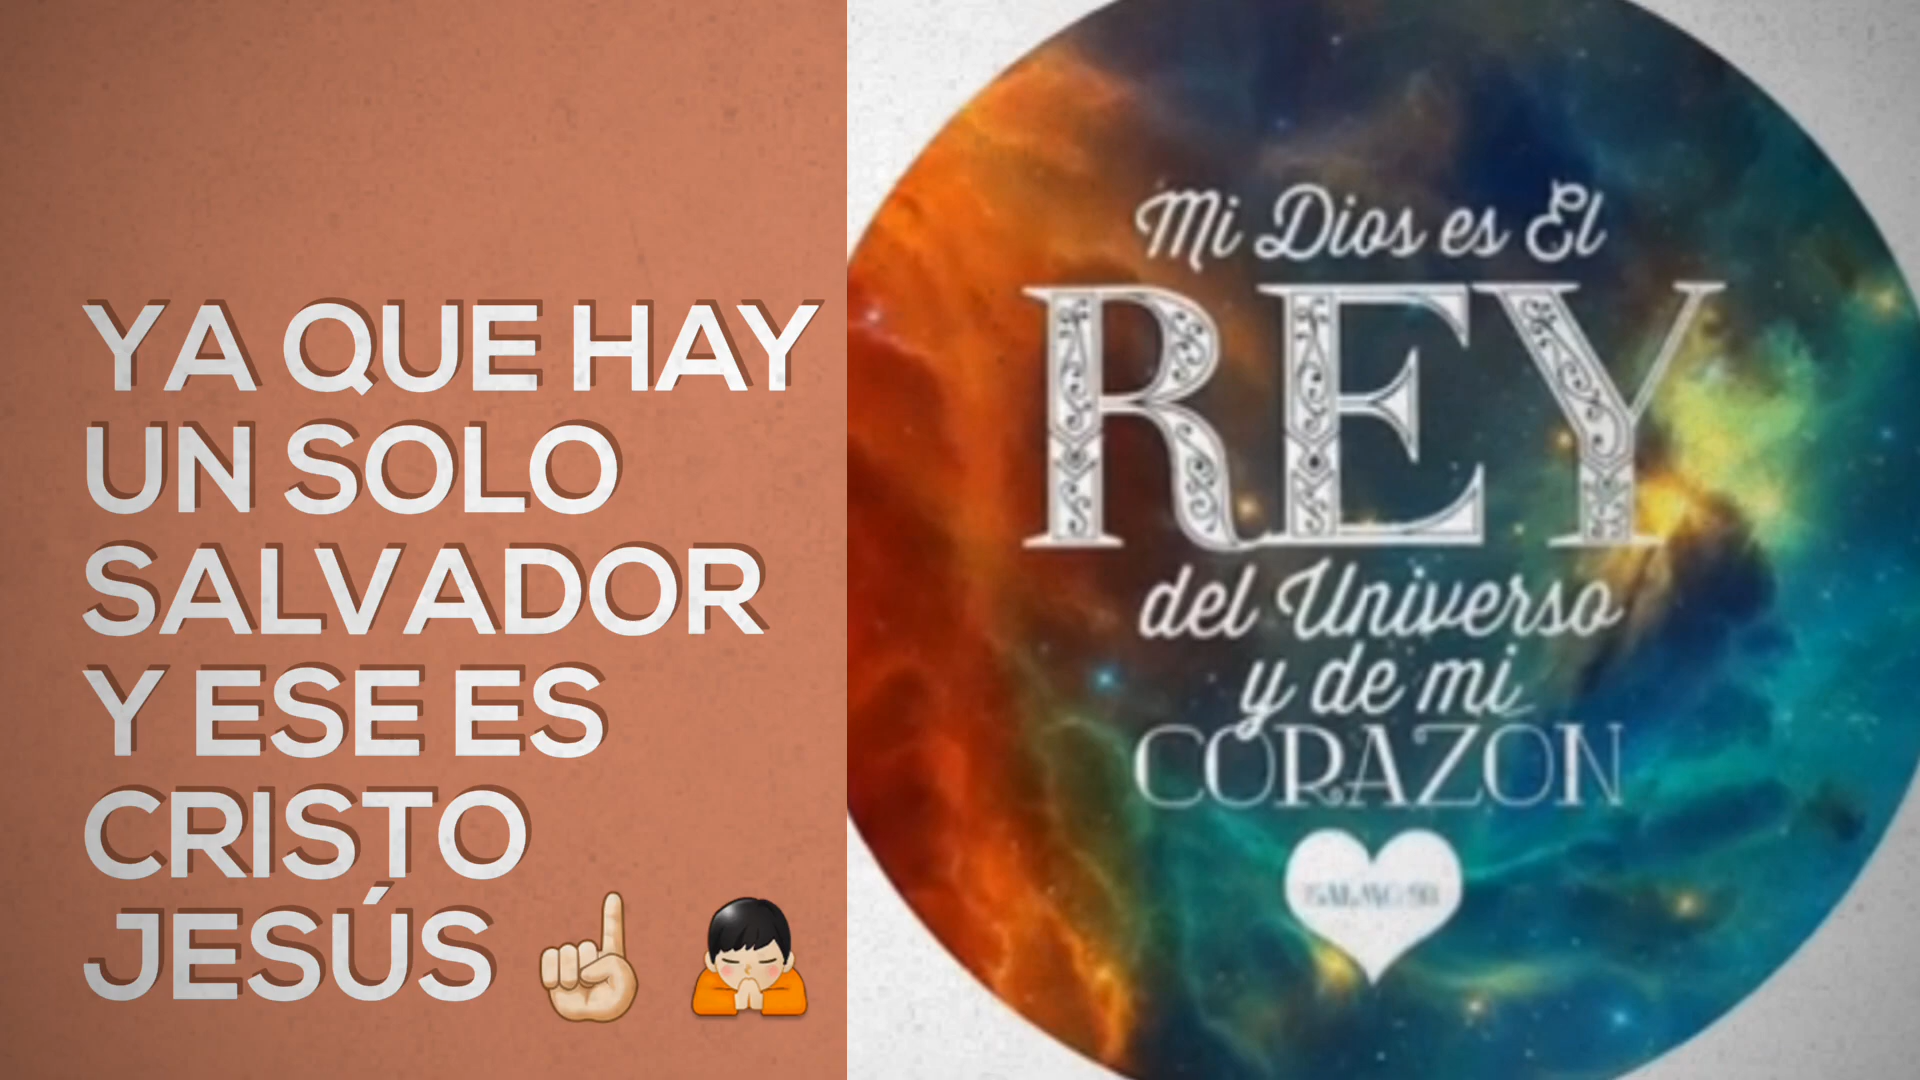 YA QUE HAY
UN SOLO
SALVADOR
Y ESE ES
CRISTO
JESÚS ☝🏻 🙇🏻
Mi Dios es El
REY
del Universo
y de mi
CORAZON